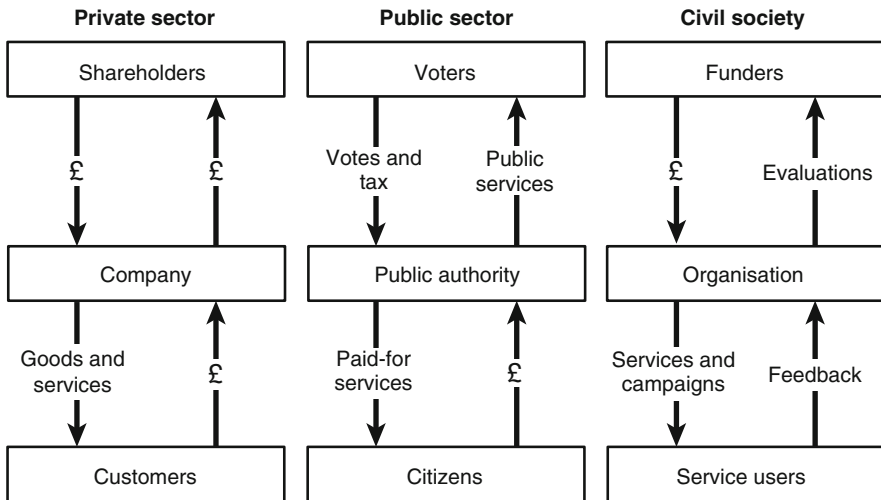 Private sector
Shareholders
£
£
Company
Goods and
services
£
Customers
Public sector
Voters
Votes and
tax
Public
services
Public authority
Paid-for
services
£
Citizens
Civil society
Funders
£
Evaluations
Organisation
Services and
campaigns
Feedback
Service users